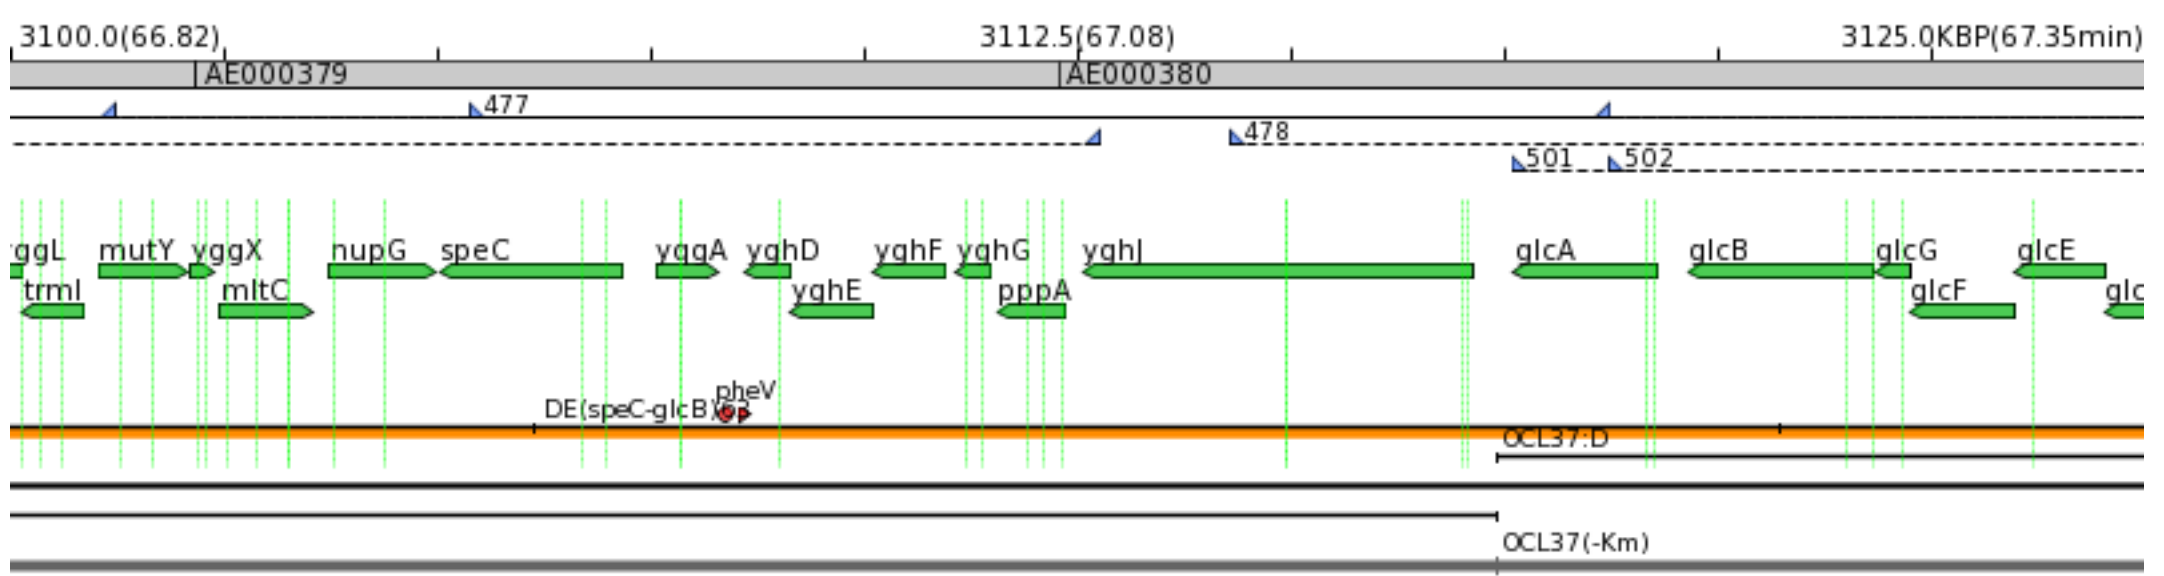 3100.0(66.82) 3112.5(67.08) 3125.0KBP(67.35min)
AE000379 AE000380
477
478
501 502
ggL mutY yggX nupG speC yqgA yghD yghF yghG yghJ glcA glcB glcG glcE
trmI mltC yghE pppA glcF glc
pheV
DE(speC-glcB)63
OCL37:D
OCL37(-Km)